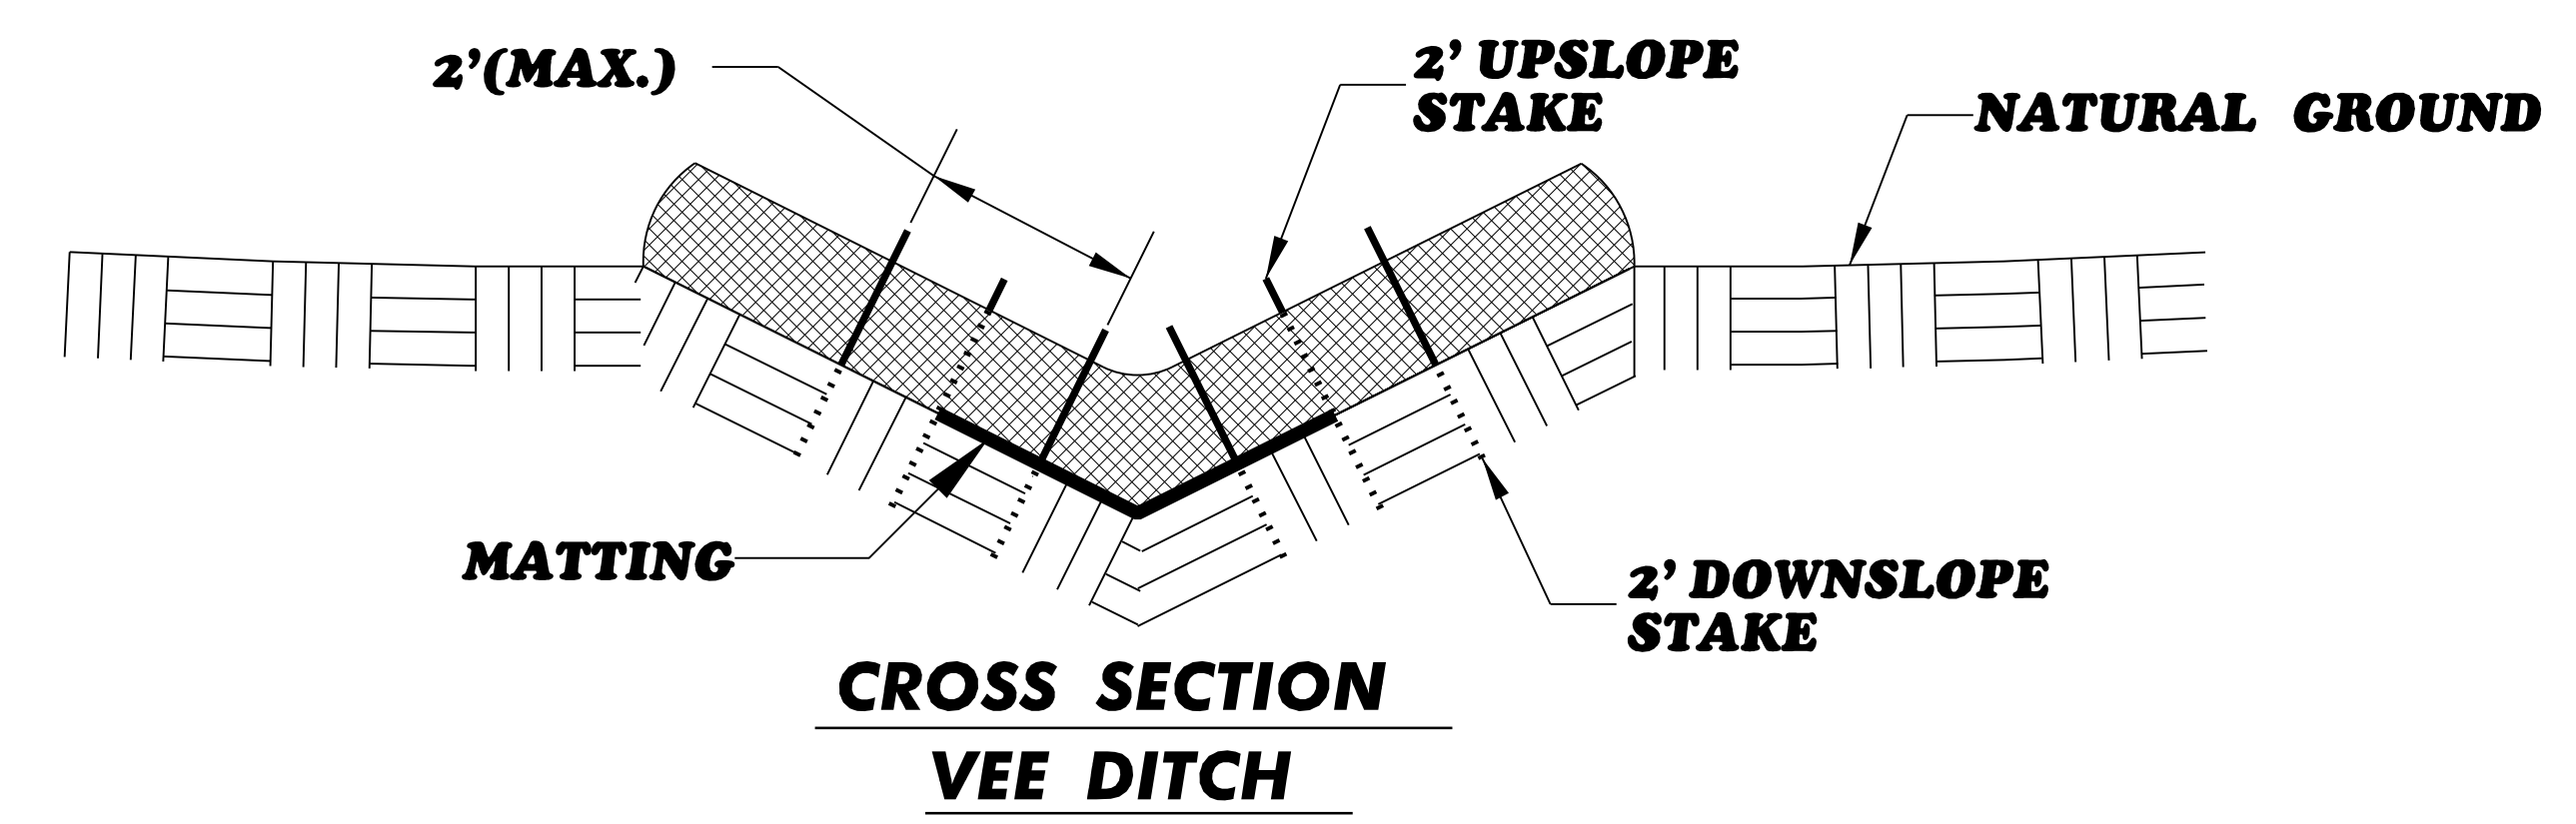 2'(MAX.)
2' UPSLOPE
STAKE
NATURAL GROUND
MATTING
2' DOWNSLOPE
STAKE
CROSS SECTION
VEE DITCH